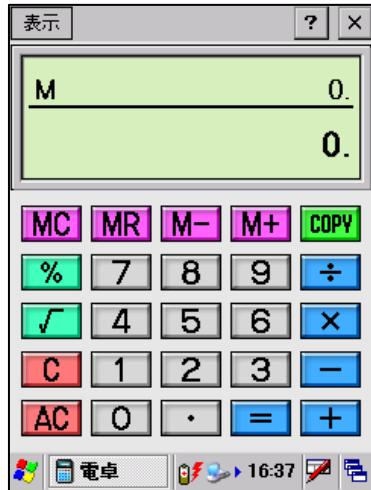 表示 ? ×
M 0.
0.
MC MR M− M+ COPY
% 7 8 9 ÷
√ 4 5 6 ×
C 1 2 3 −
AC 0 · = +
電卓 16:37